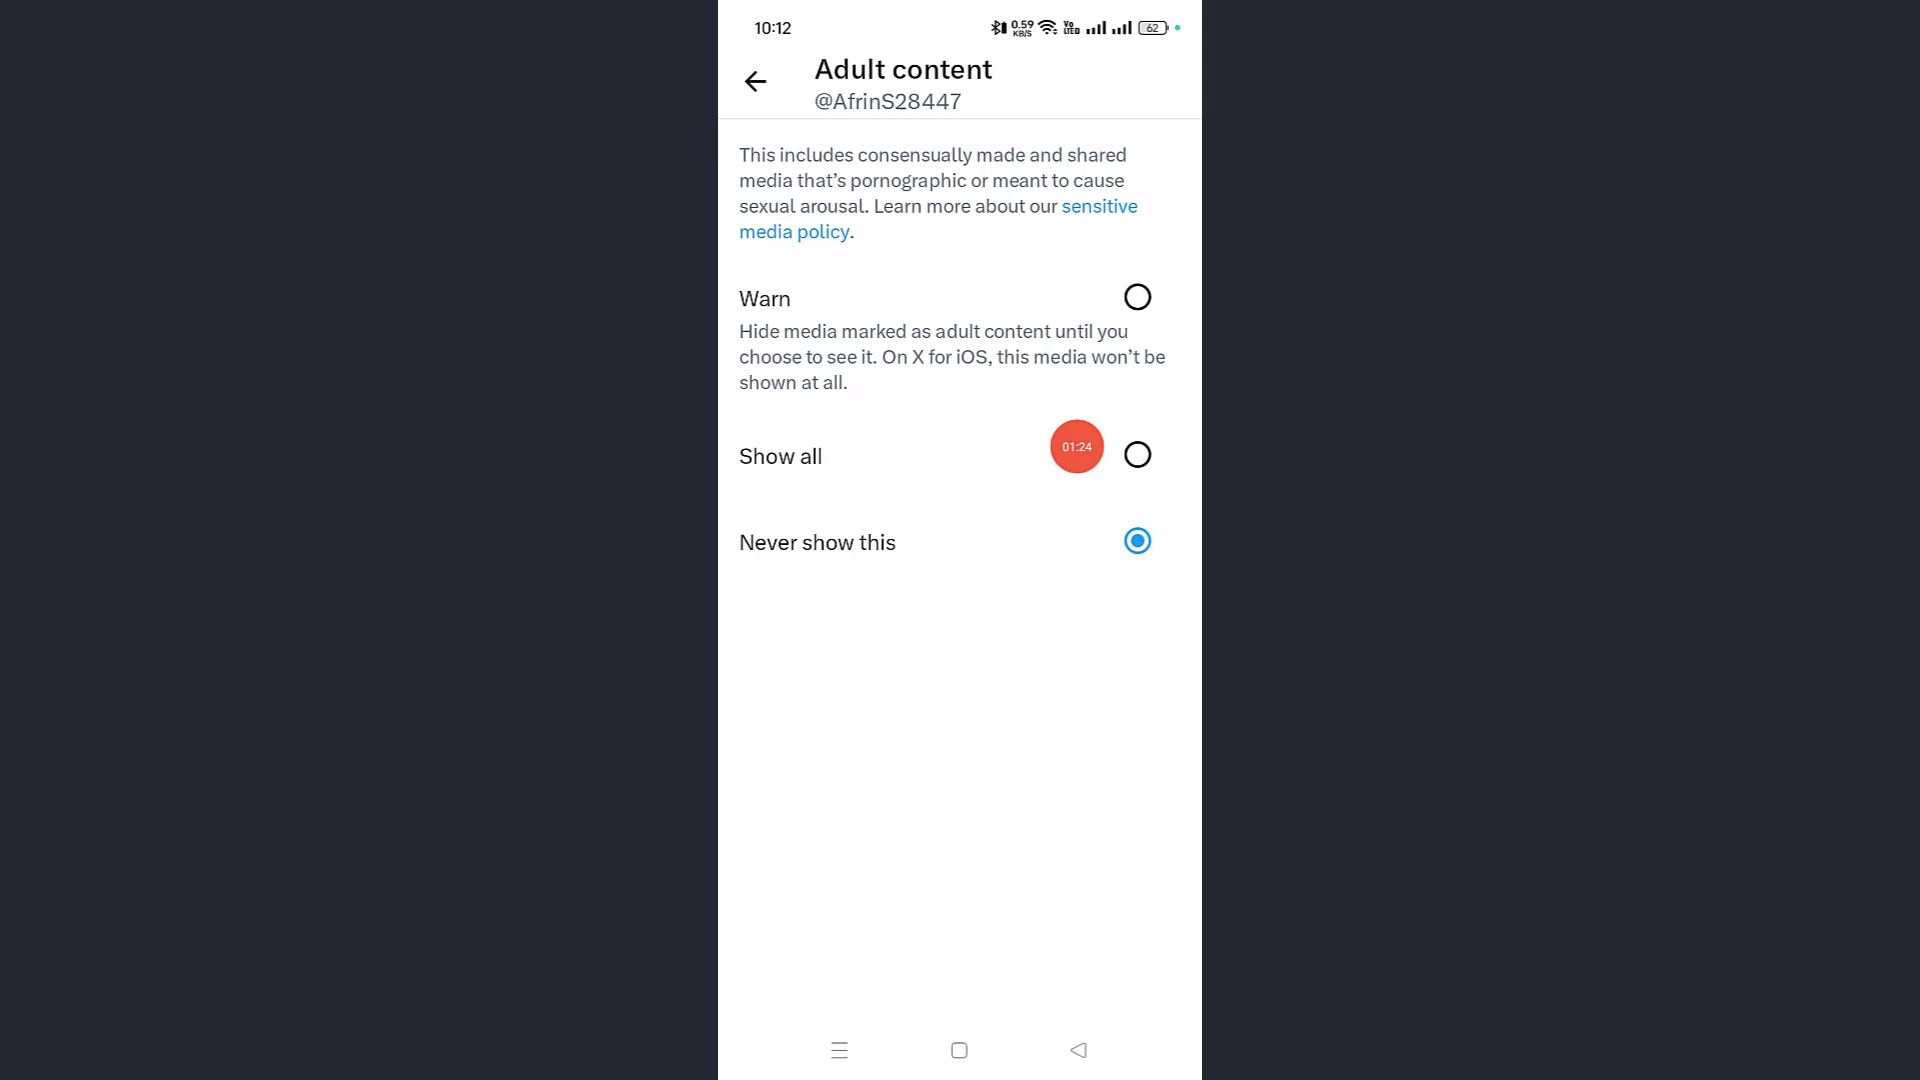 10:12
0.59
KB/S
Vo
LTE
62
Adult content
@AfrinS28447
This includes consensually made and shared
media that’s pornographic or meant to cause
sexual arousal. Learn more about our sensitive
media policy.
Warn
Hide media marked as adult content until you
choose to see it. On X for iOS, this media won’t be
shown at all.
Show all
01:24
Never show this